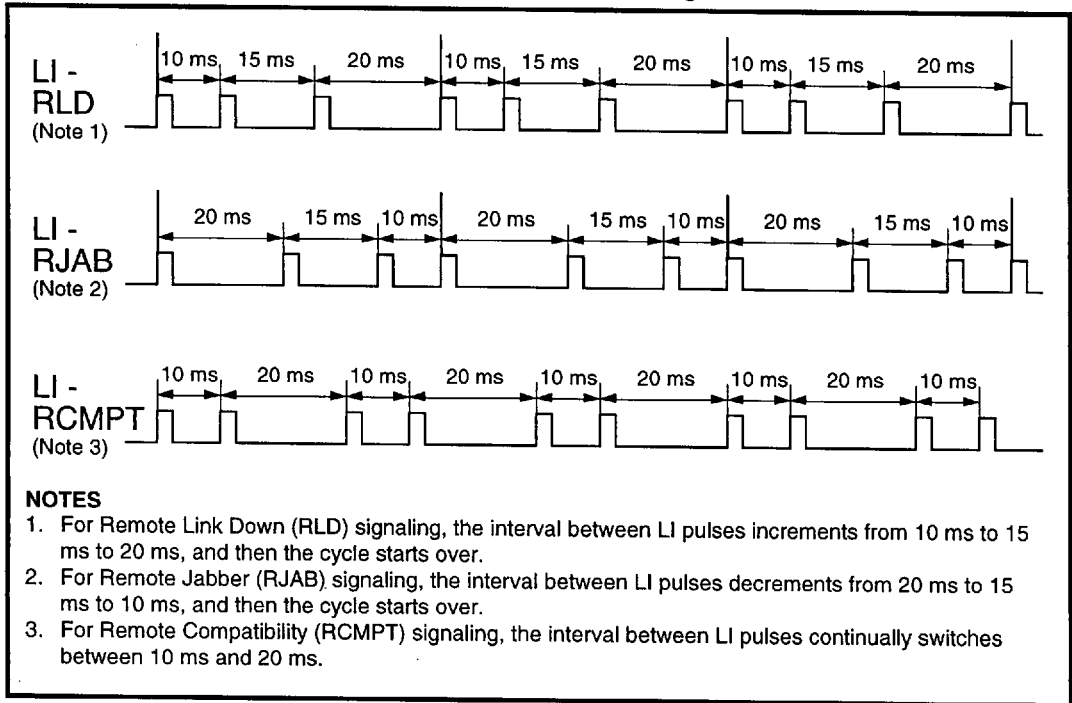 10 ms 15 ms 20 ms 10 ms 15 ms 20 ms 10 ms 15 ms 20 ms
LI -
RLD
(Note 1)
20 ms 15 ms 10 ms 20 ms 15 ms 10 ms 20 ms 15 ms 10 ms
LI -
RJAB
(Note 2)
10 ms 20 ms 10 ms 20 ms 10 ms 20 ms 10 ms 20 ms 10 ms
LI -
RCMPT
(Note 3)
NOTES
1. For Remote Link Down (RLD) signaling, the interval between LI pulses increments from 10 ms to 15
ms to 20 ms, and then the cycle starts over.
2. For Remote Jabber (RJAB) signaling, the interval between LI pulses decrements from 20 ms to 15
ms to 10 ms, and then the cycle starts over.
3. For Remote Compatibility (RCMPT) signaling, the interval between LI pulses continually switches
between 10 ms and 20 ms.